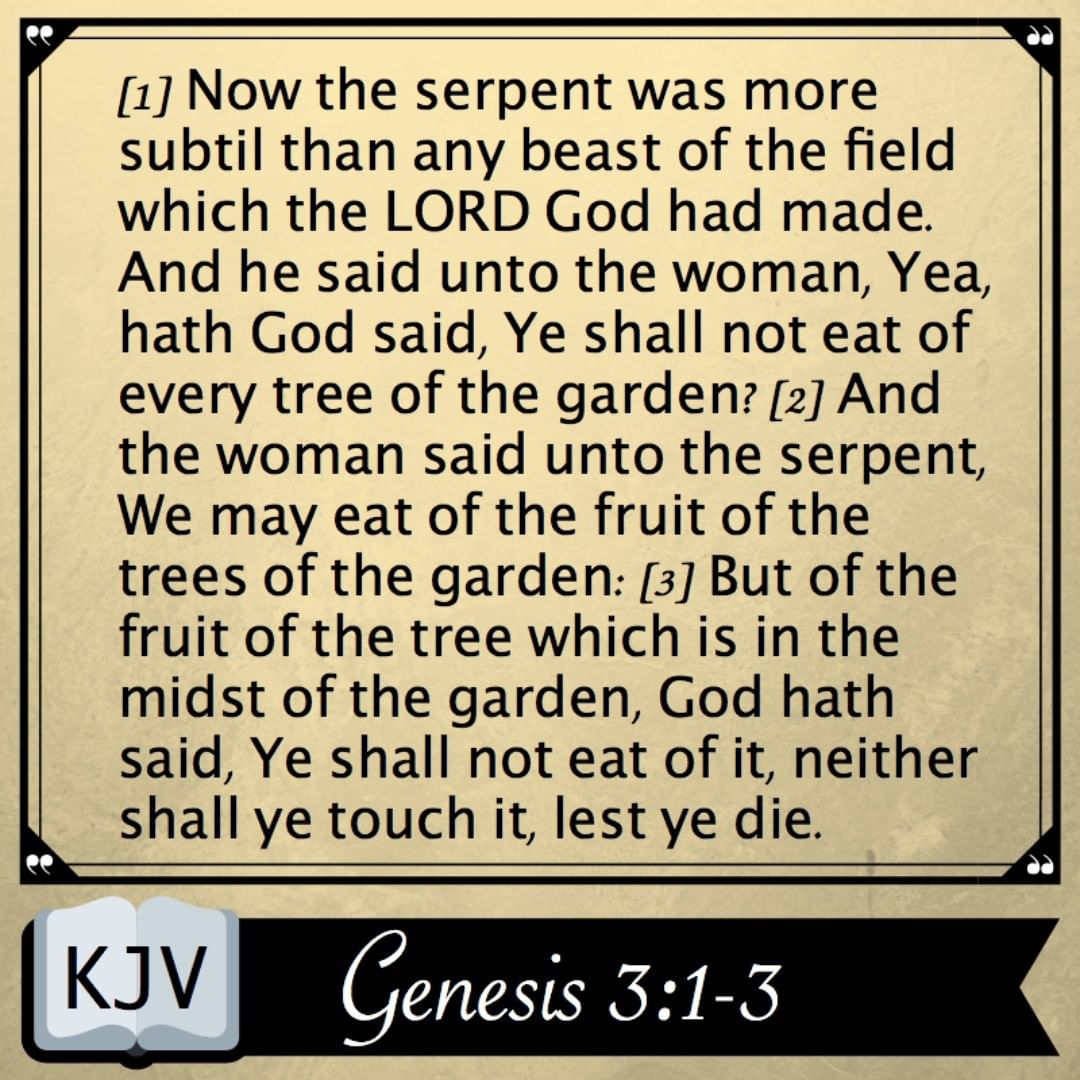 [1] Now the serpent was more
subtil than any beast of the field
which the LORD God had made.
And he said unto the woman, Yea,
hath God said, Ye shall not eat of
every tree of the garden? [2] And
the woman said unto the serpent,
We may eat of the fruit of the
trees of the garden: [3] But of the
fruit of the tree which is in the
midst of the garden, God hath
said, Ye shall not eat of it, neither
shall ye touch it, lest ye die.
KJV
Genesis 3:1-3